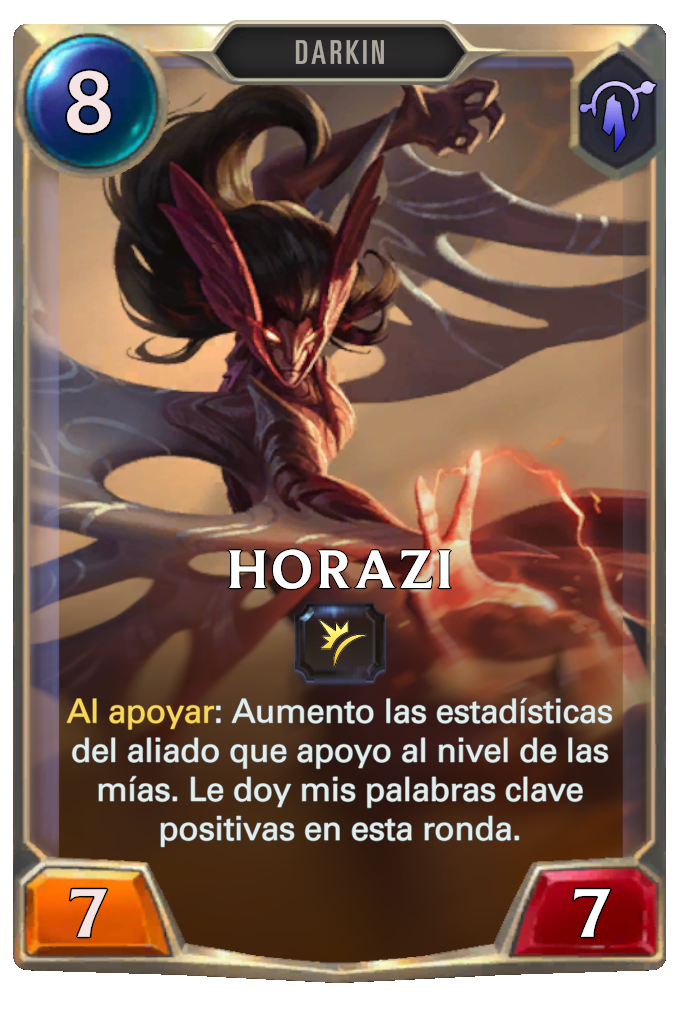 DARKIN
8
HORAZI
Al apoyar: Aumento las estadísticas
del aliado que apoyo al nivel de las
mías. Le doy mis palabras clave
positivas en esta ronda.
7
7